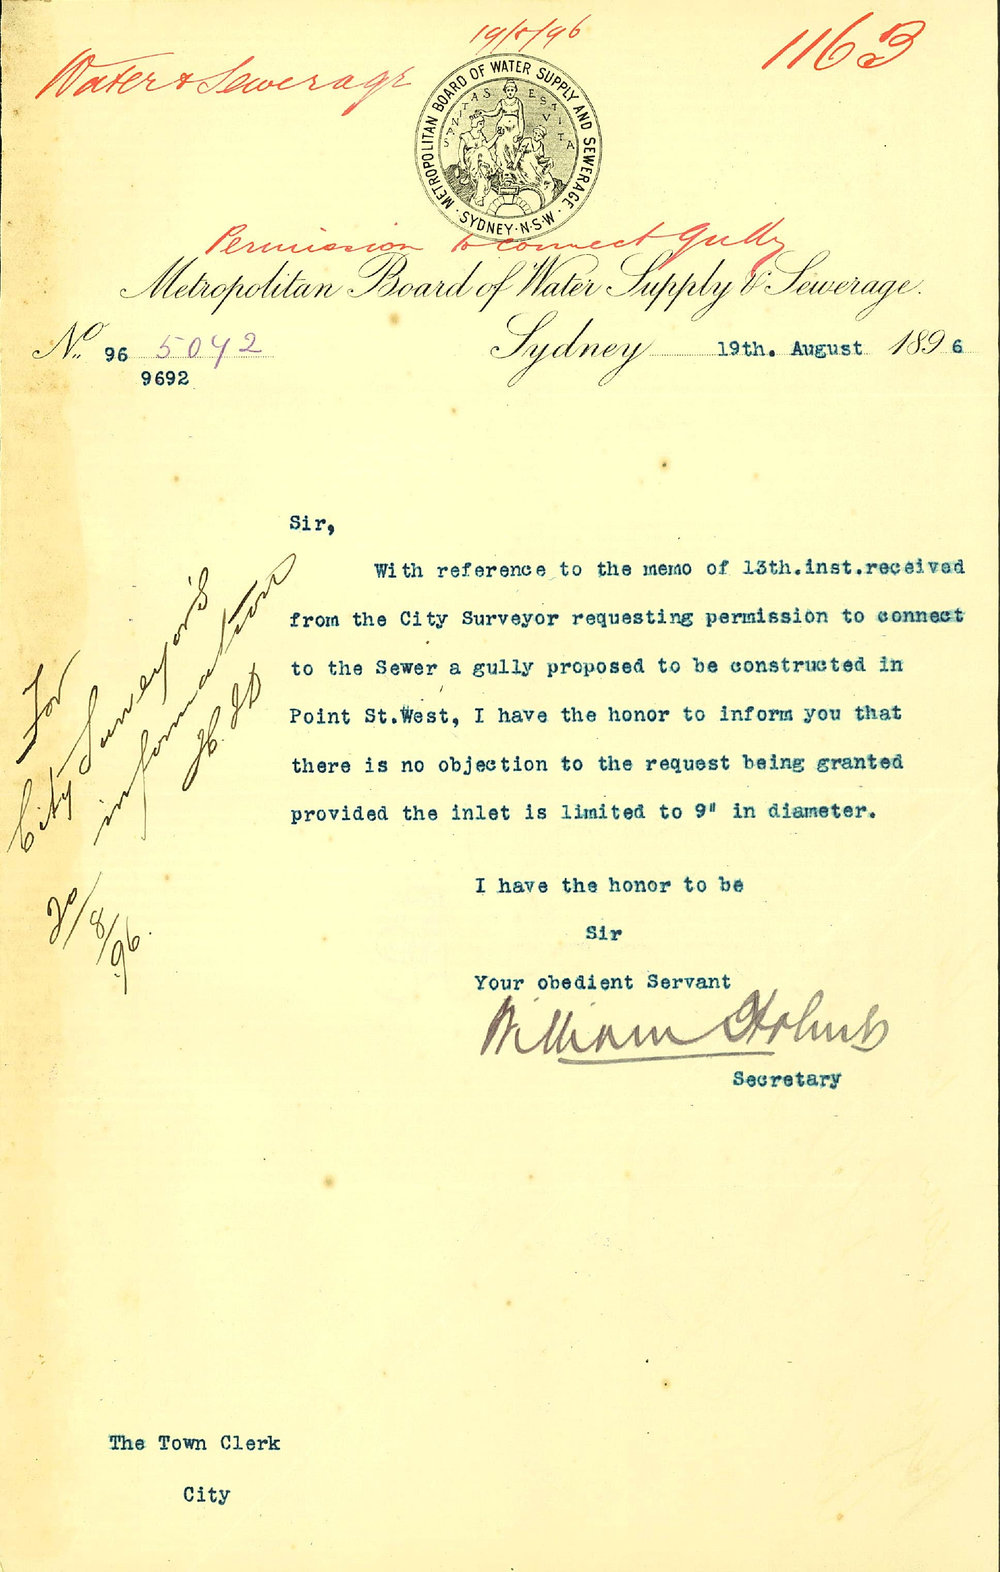 19/8/96
1163
Water & Sewerage
METROPOLITAN BOARD OF WATER SUPPLY AND SEWERAGE
SANITAS EST VITA
· SYDNEY · N·S·W ·
Permission to connect Gully
Metropolitan Board of Water Supply & Sewerage.
No. 96 5042
9692
Sydney 19th. August 1896
Sir,
With reference to the memo of 13th.inst.received
from the City Surveyor requesting permission to connect
to the Sewer a gully proposed to be constructed in
Point St.West, I have the honor to inform you that
there is no objection to the request being granted
provided the inlet is limited to 9" in diameter.
For
City Surveyor's
information
20/8/96.
I have the honor to be
Sir
Your obedient Servant
William Holmes
Secretary
The Town Clerk
City